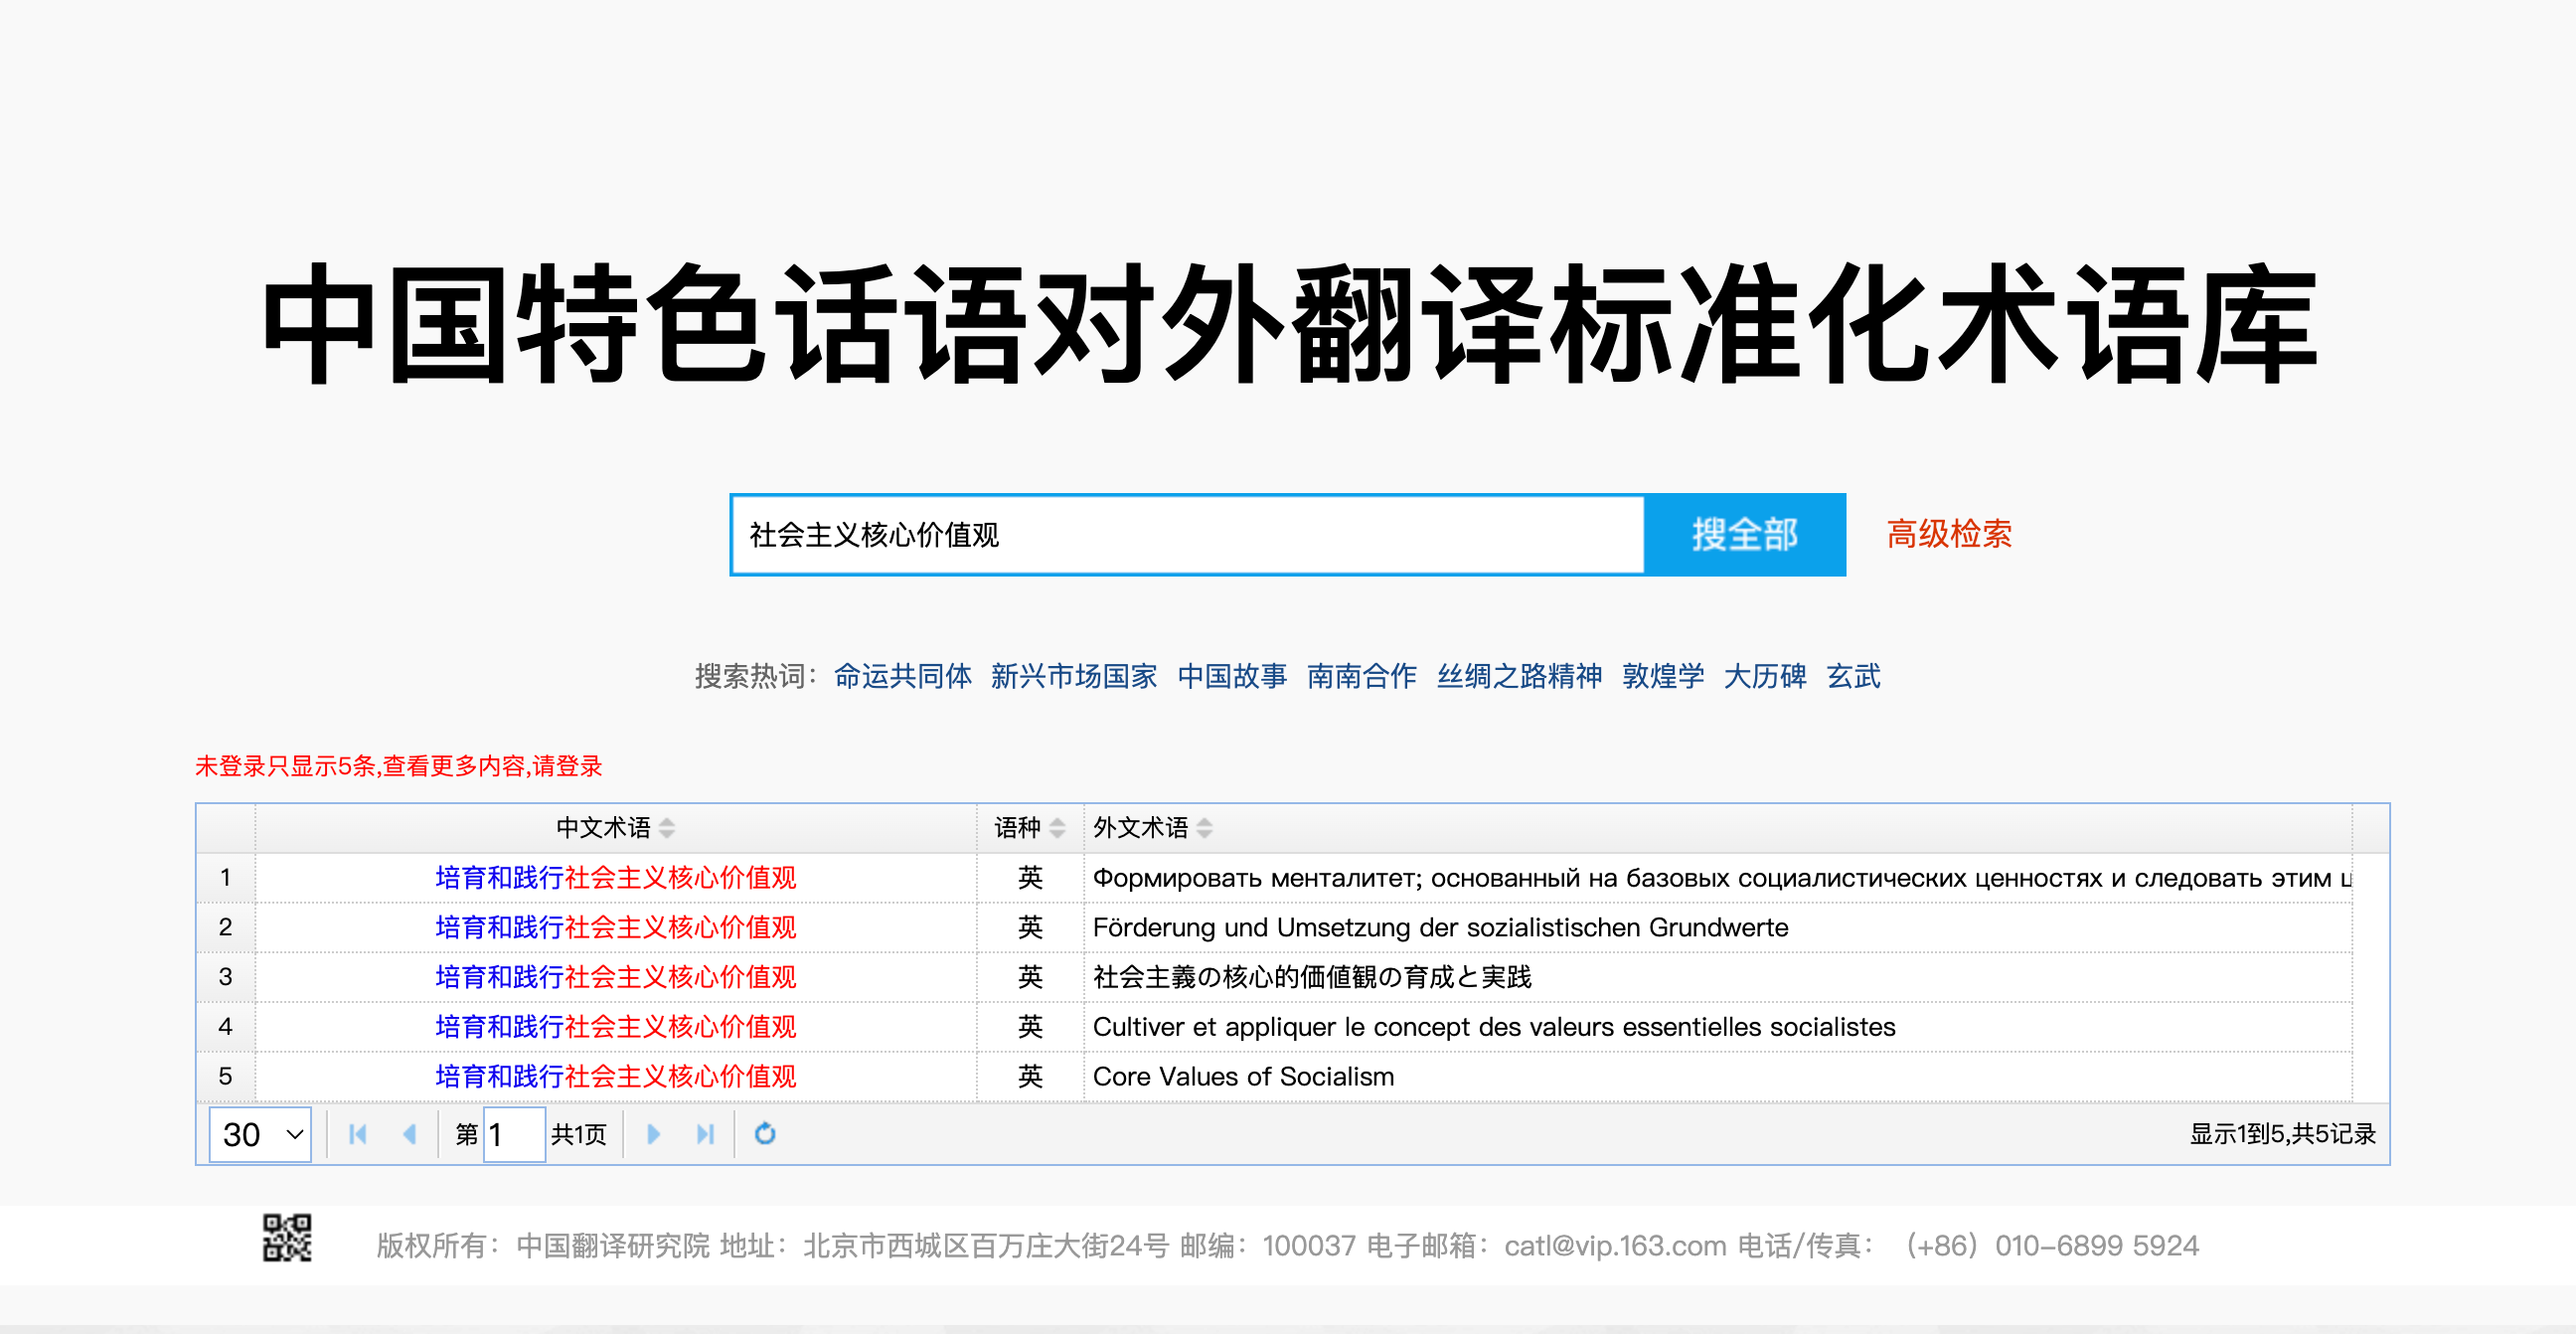 中国特色话语对外翻译标准化术语库
社会主义核心价值观 搜全部 高级检索
搜索热词： 命运共同体 新兴市场国家 中国故事 南南合作 丝绸之路精神 敦煌学 大历碑 玄武
未登录只显示5条,查看更多内容,请登录
中文术语 语种 外文术语
1 培育和践行社会主义核心价值观 英 Формировать менталитет; основанный на базовых социалистических ценностях и следовать этим
2 培育和践行社会主义核心价值观 英 Förderung und Umsetzung der sozialistischen Grundwerte
3 培育和践行社会主义核心价值观 英 社会主義の核心的価値観の育成と実践
4 培育和践行社会主义核心价值观 英 Cultiver et appliquer le concept des valeurs essentielles socialistes
5 培育和践行社会主义核心价值观 英 Core Values of Socialism
30 第 1 共1页 显示1到5,共5记录
版权所有：中国翻译研究院 地址：北京市西城区百万庄大街24号 邮编：100037 电子邮箱：catl@vip.163.com 电话/传真：（+86）010-6899 5924